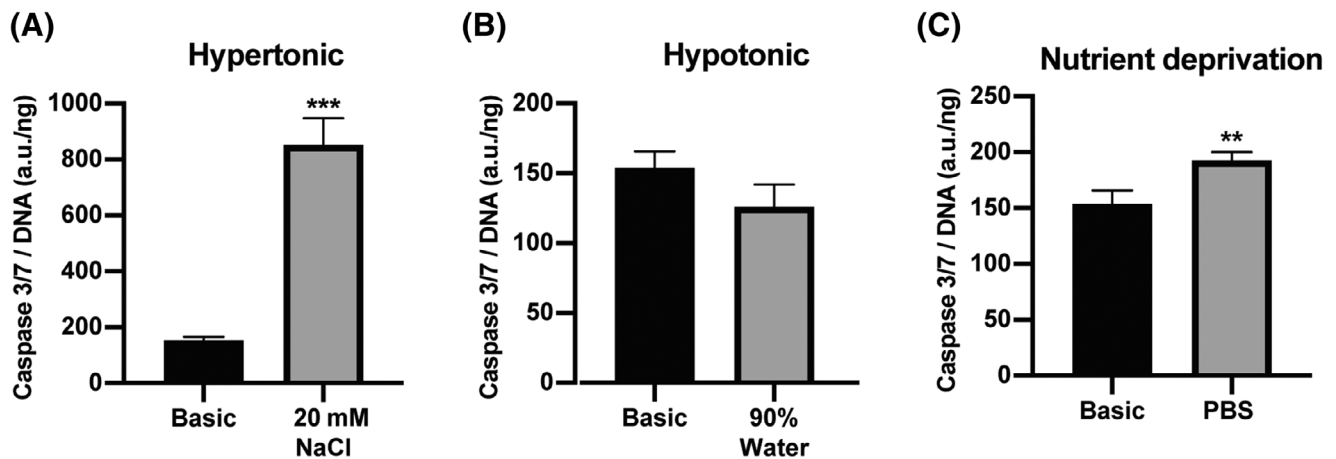 (A)
Hypertonic
Caspase 3/7 / DNA (a.u./ng)
1000
800
600
400
200
0
***
Basic
20 mM
NaCl
(B)
Hypotonic
Caspase 3/7 / DNA (a.u./ng)
200
150
100
50
0
Basic
90%
Water
(C)
Nutrient deprivation
Caspase 3/7 / DNA (a.u./ng)
250
200
150
100
50
0
**
Basic
PBS